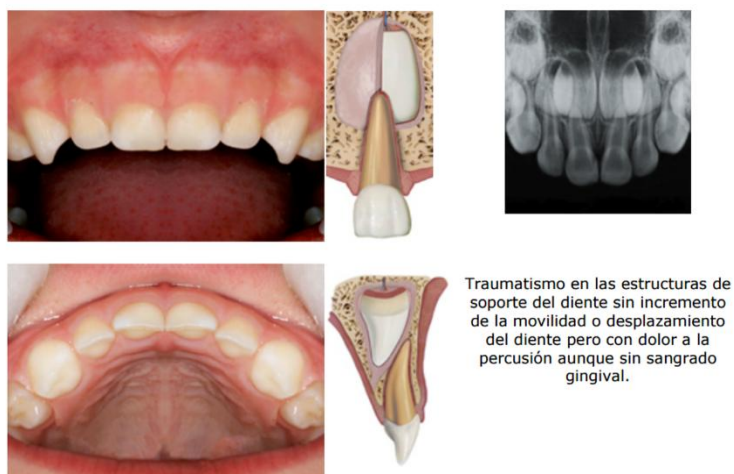 Traumatismo en las estructuras de
soporte del diente sin incremento
de la movilidad o desplazamiento
del diente pero con dolor a la
percusión aunque sin sangrado
gingival.